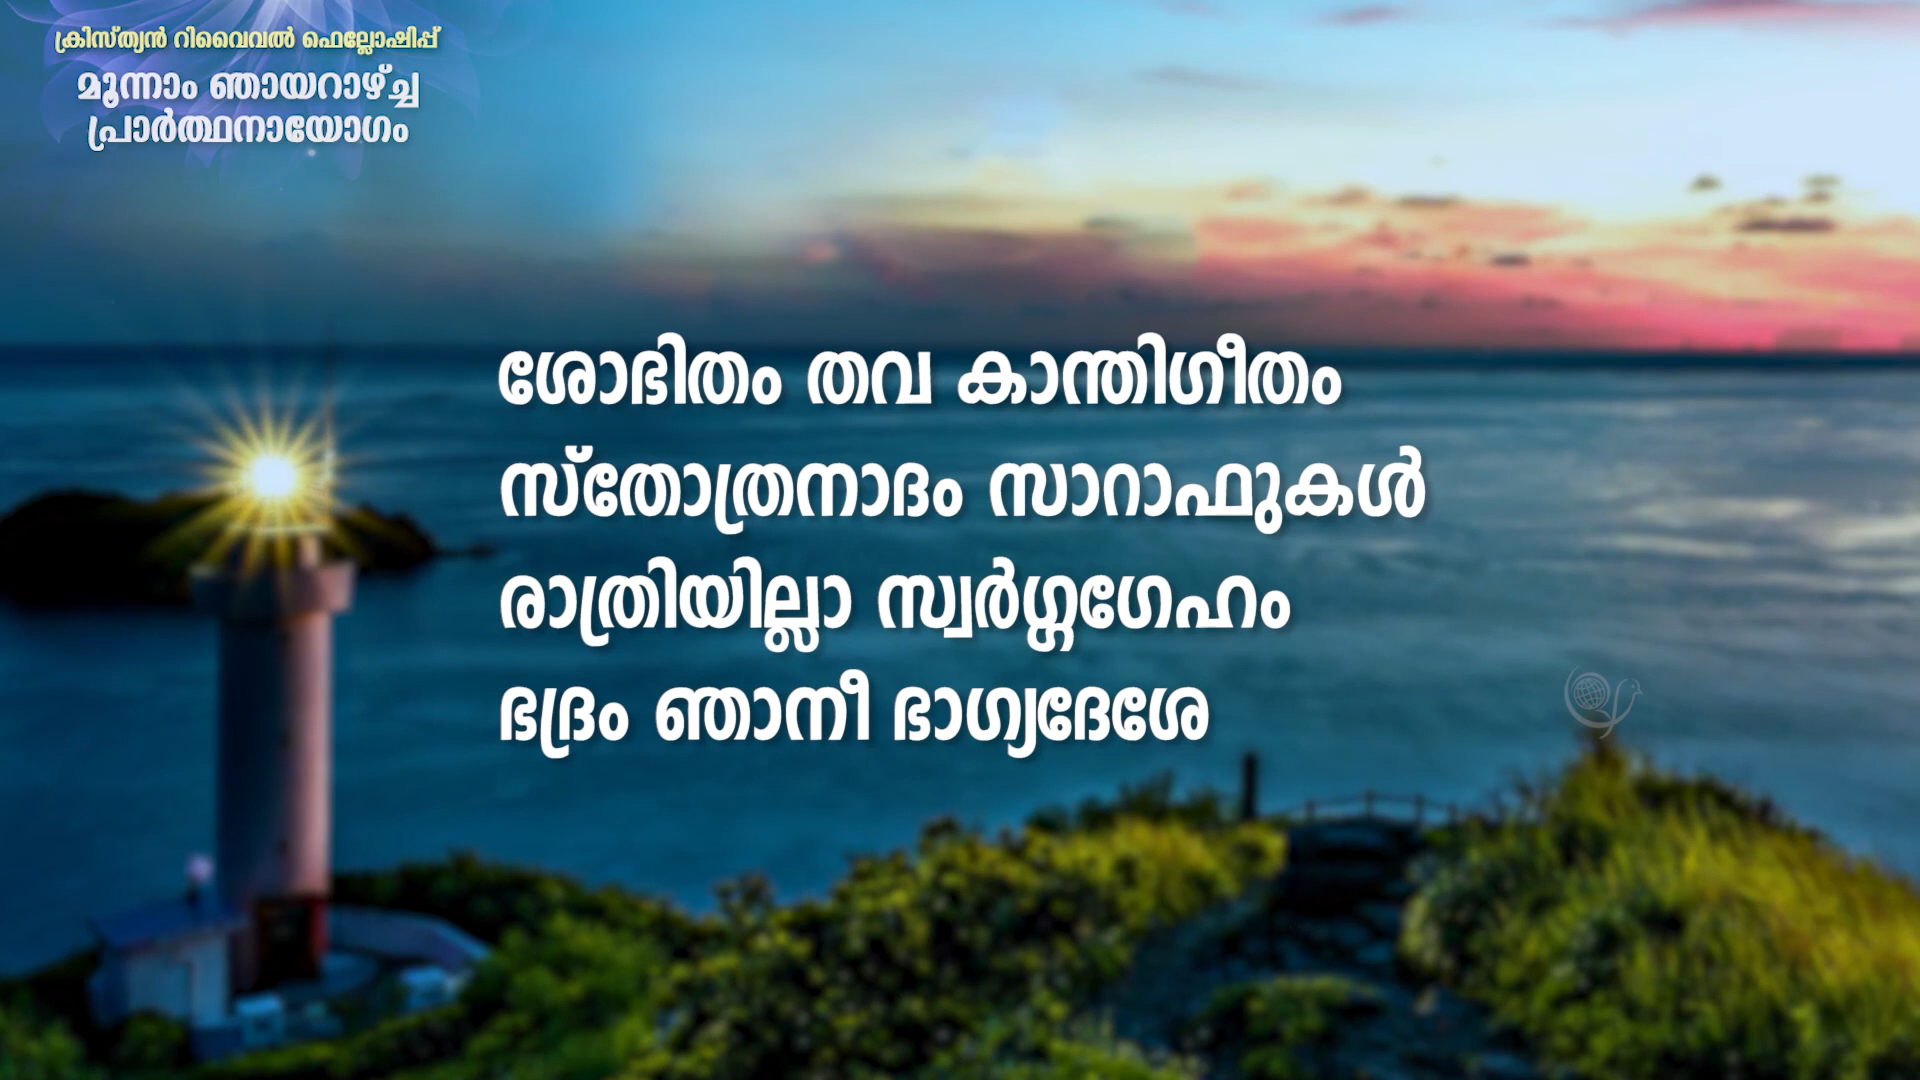 ക്രിസ്ത്യൻ റിവൈവൽ ഫെല്ലോഷിപ്പ്
മൂന്നാം ഞായറാഴ്ച്ച
പ്രാർത്ഥനായോഗം
ശോഭിതം തവ കാന്തിഗീതം
സ്തോത്രനാദം സാറാഫുകൾ
രാത്രിയില്ലാ സ്വർഗ്ഗഗേഹം
ഭദ്രം ഞാനീ ഭാഗ്യദേശേ